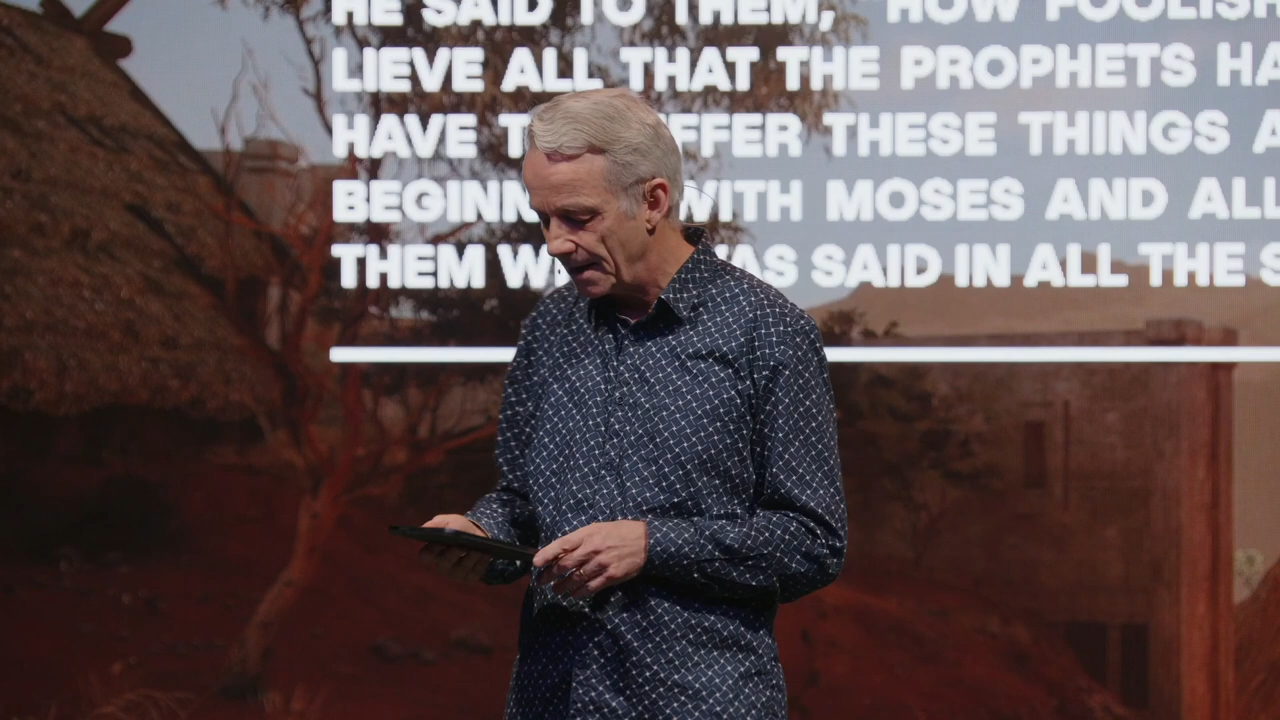 HE SAID TO THEM, "HOW FOOLISH
LIEVE ALL THAT THE PROPHETS HA
HAVE T FFER THESE THINGS A
BEGINN WITH MOSES AND ALL
THEM W AS SAID IN ALL THE S